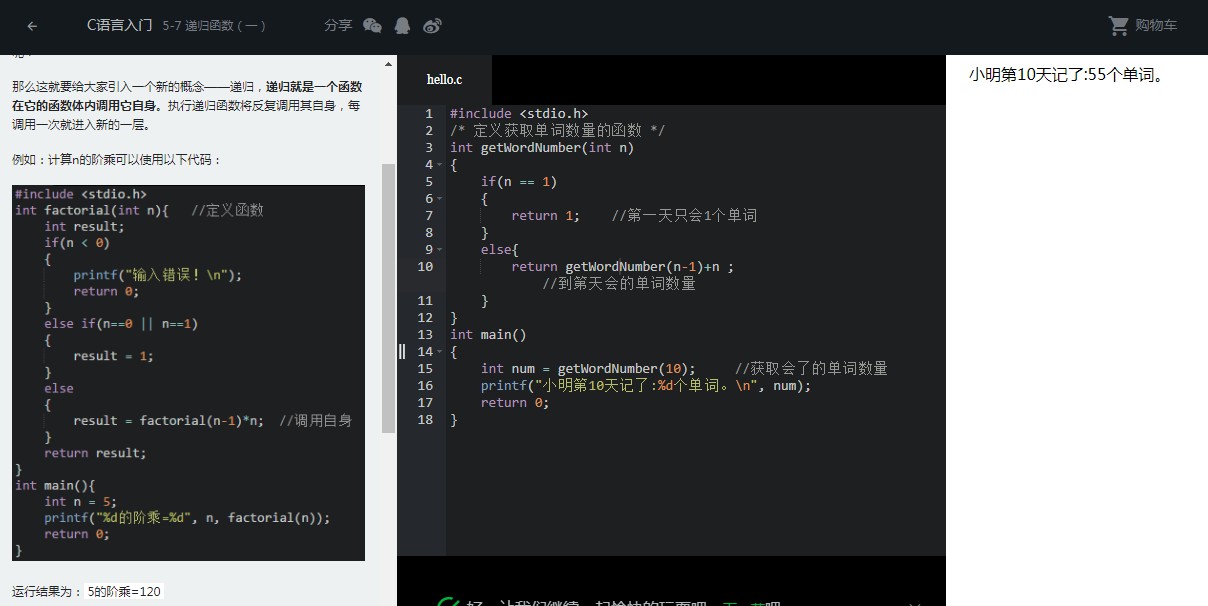 ← C语言入门 5-7 递归函数 ( 一 ) 分享 购物车
那么这就要给大家引入一个新的概念——递归，递归就是一个函数
在它的函数体内调用它自身。执行递归函数将反复调用其自身，每
调用一次就进入新的一层。
例如：计算n的阶乘可以使用以下代码：
#include <stdio.h>
int factorial(int n){ //定义函数
int result;
if(n < 0)
{
printf("输入错误！\n");
return 0;
}
else if(n==0 || n==1)
{
result = 1;
}
else
{
result = factorial(n-1)*n; //调用自身
}
return result;
}
int main(){
int n = 5;
printf("%d的阶乘=%d", n, factorial(n));
return 0;
}
运行结果为： 5的阶乘=120
hello.c
1 #include <stdio.h>
2 /* 定义获取单词数量的函数 */
3 int getWordNumber(int n)
4 {
5 if(n == 1)
6 {
7 return 1; //第一天只会1个单词
8 }
9 else{
10 return getWordNumber(n-1)+n ;
//到第天会的单词数量
11 }
12 }
13 int main()
14 {
15 int num = getWordNumber(10); //获取会了的单词数量
16 printf("小明第10天记了:%d个单词。\n", num);
17 return 0;
18 }
小明第10天记了:55个单词。